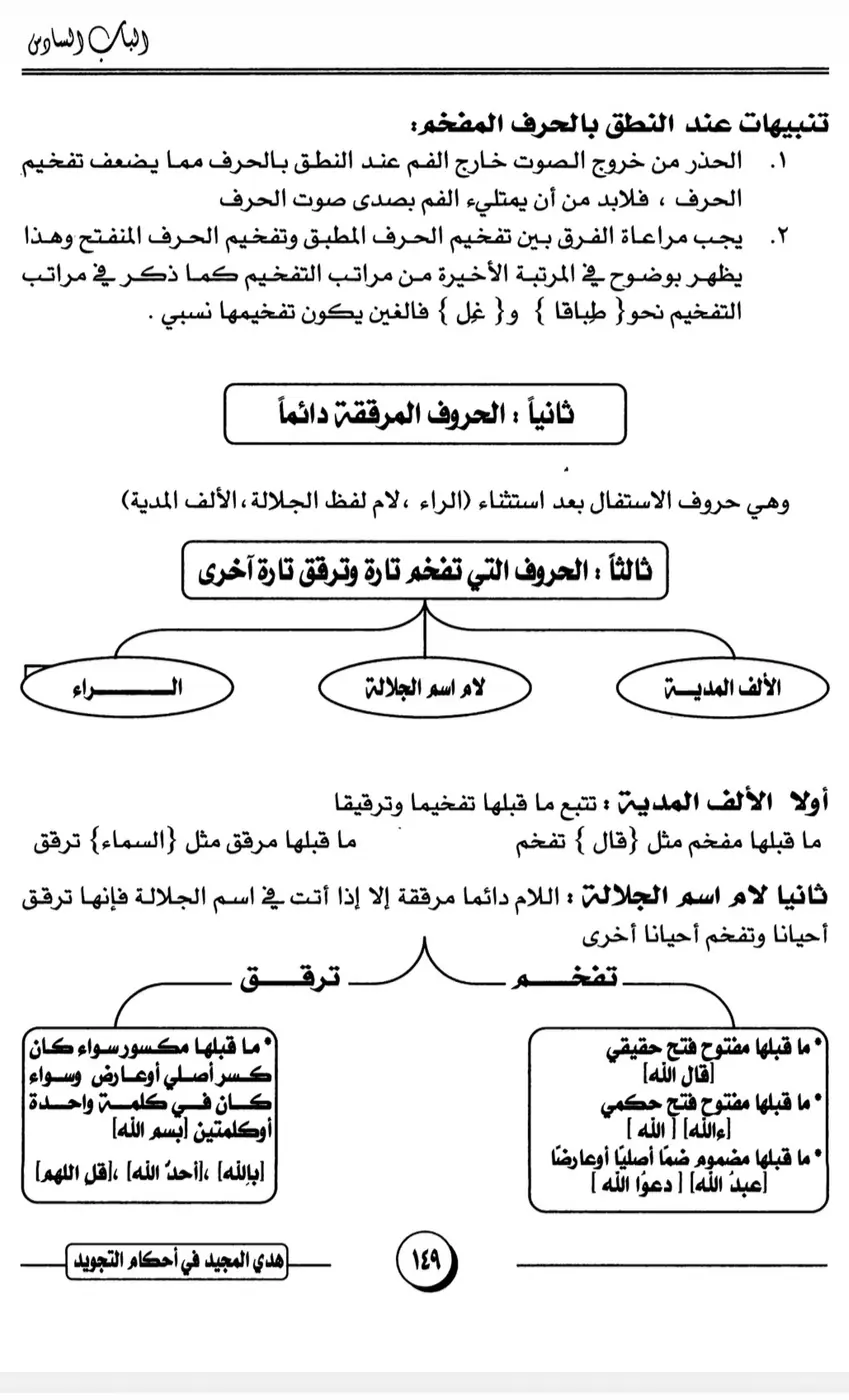 الباب السادس
تنبيهات عند النطق بالحرف المفخم:
١. الحذر من خروج الصوت خارج الفم عند النطق بالحرف مما يضعف تفخيم
الحرف ، فلابد من أن يمتليء الفم بصدى صوت الحرف
٢. يجب مراعاة الفرق بين تفخيم الحرف المطبق وتفخيم الحرف المنفتح وهذا
يظهر بوضوح في المرتبة الأخيرة من مراتب التفخيم كما ذكر في مراتب
التفخيم نحو{ طِباقا } و{ غِل } فالغين يكون تفخيمها نسبي .
ثانياً : الحروف المرققة دائماً
وهي حروف الاستفال بعد استثناء (الراء ،لام لفظ الجلالة،الألف المدية)
ثالثاً : الحروف التي تفخم تارة وترقق تارة آخرى
الألف المديـــة
لام اسم الجلالة
الـــــــراء
أولا الألف المدية : تتبع ما قبلها تفخيما وترقيقا
ما قبلها مفخم مثل {قال } تفخم
ما قبلها مرقق مثل {السماء} ترقق
ثانيا لام اسم الجلالة : اللام دائما مرققة إلا إذا أتت في اسم الجلالة فإنها ترقق
أحيانا وتفخم أحيانا أخرى
تفخـــــم
ترقـــــق
• ما قبلها مفتوح فتح حقيقي
[قال الله]
• ما قبلها مفتوح فتح حكمي
[ءالله] [ الله ]
• ما قبلها مضموم ضمًا أصليًا أوعارضًا
[عبدُ الله] [ دعوُا الله ]
• ما قبلها مكسور سواء كان
كسر أصلي أوعارض وسواء
كان في كلمة واحدة
أوكلمتين [بسم الله]
[بالله] ،[أحدٌ الله] ،[قل اللهم]
١٤٩
هدي المجيد في أحكام التجويد